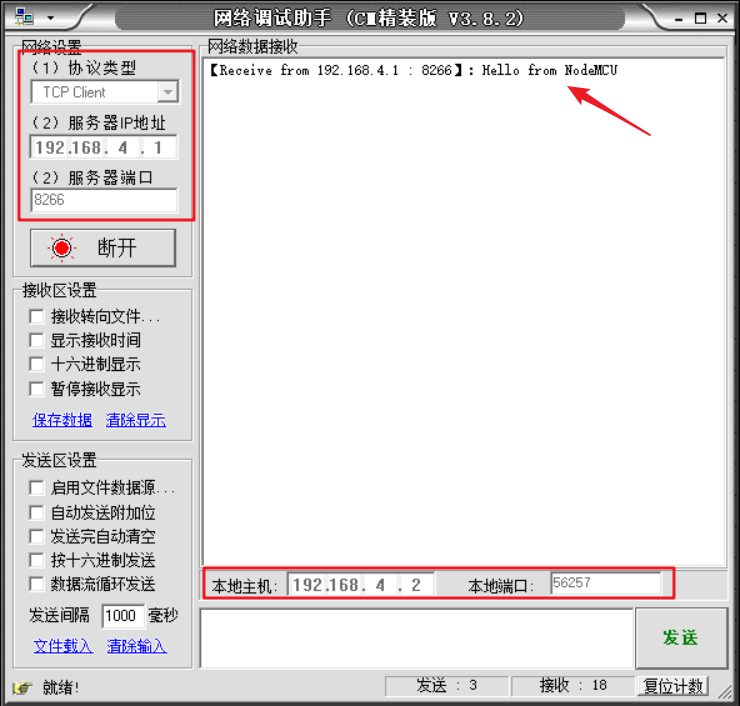 网络调试助手 (CM精装版 V3.8.2)
网络设置
(1) 协议类型
TCP Client
(2) 服务器IP地址
192.168. 4 . 1
(2) 服务器端口
8266
断开
接收区设置
接收转向文件...
显示接收时间
十六进制显示
暂停接收显示
保存数据 清除显示
发送区设置
启用文件数据源...
自动发送附加位
发送完自动清空
按十六进制发送
数据流循环发送
发送间隔 1000 毫秒
文件载入 清除输入
网络数据接收
【Receive from 192.168.4.1 : 8266】: Hello from NodeMCU
本地主机: 192.168. 4 . 2 本地端口: 56257
发送
就绪! 发送 : 3 接收 : 18 复位计数